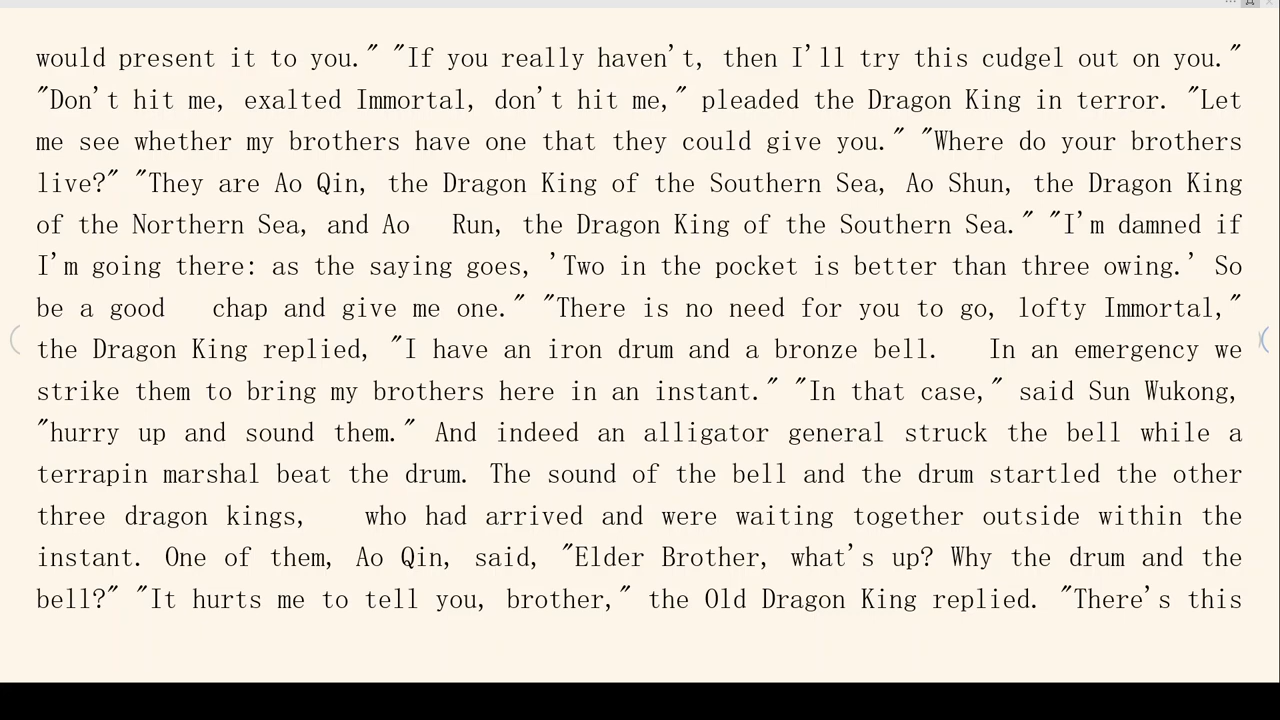 would present it to you." "If you really haven't, then I'll try this cudgel out on you."
"Don't hit me, exalted Immortal, don't hit me," pleaded the Dragon King in terror. "Let
me see whether my brothers have one that they could give you." "Where do your brothers
live?" "They are Ao Qin, the Dragon King of the Southern Sea, Ao Shun, the Dragon King
of the Northern Sea, and Ao Run, the Dragon King of the Southern Sea." "I'm damned if
I'm going there: as the saying goes, 'Two in the pocket is better than three owing.' So
be a good chap and give me one." "There is no need for you to go, lofty Immortal,"
the Dragon King replied, "I have an iron drum and a bronze bell. In an emergency we
strike them to bring my brothers here in an instant." "In that case," said Sun Wukong,
"hurry up and sound them." And indeed an alligator general struck the bell while a
terrapin marshal beat the drum. The sound of the bell and the drum startled the other
three dragon kings, who had arrived and were waiting together outside within the
instant. One of them, Ao Qin, said, "Elder Brother, what's up? Why the drum and the
bell?" "It hurts me to tell you, brother," the Old Dragon King replied. "There's this